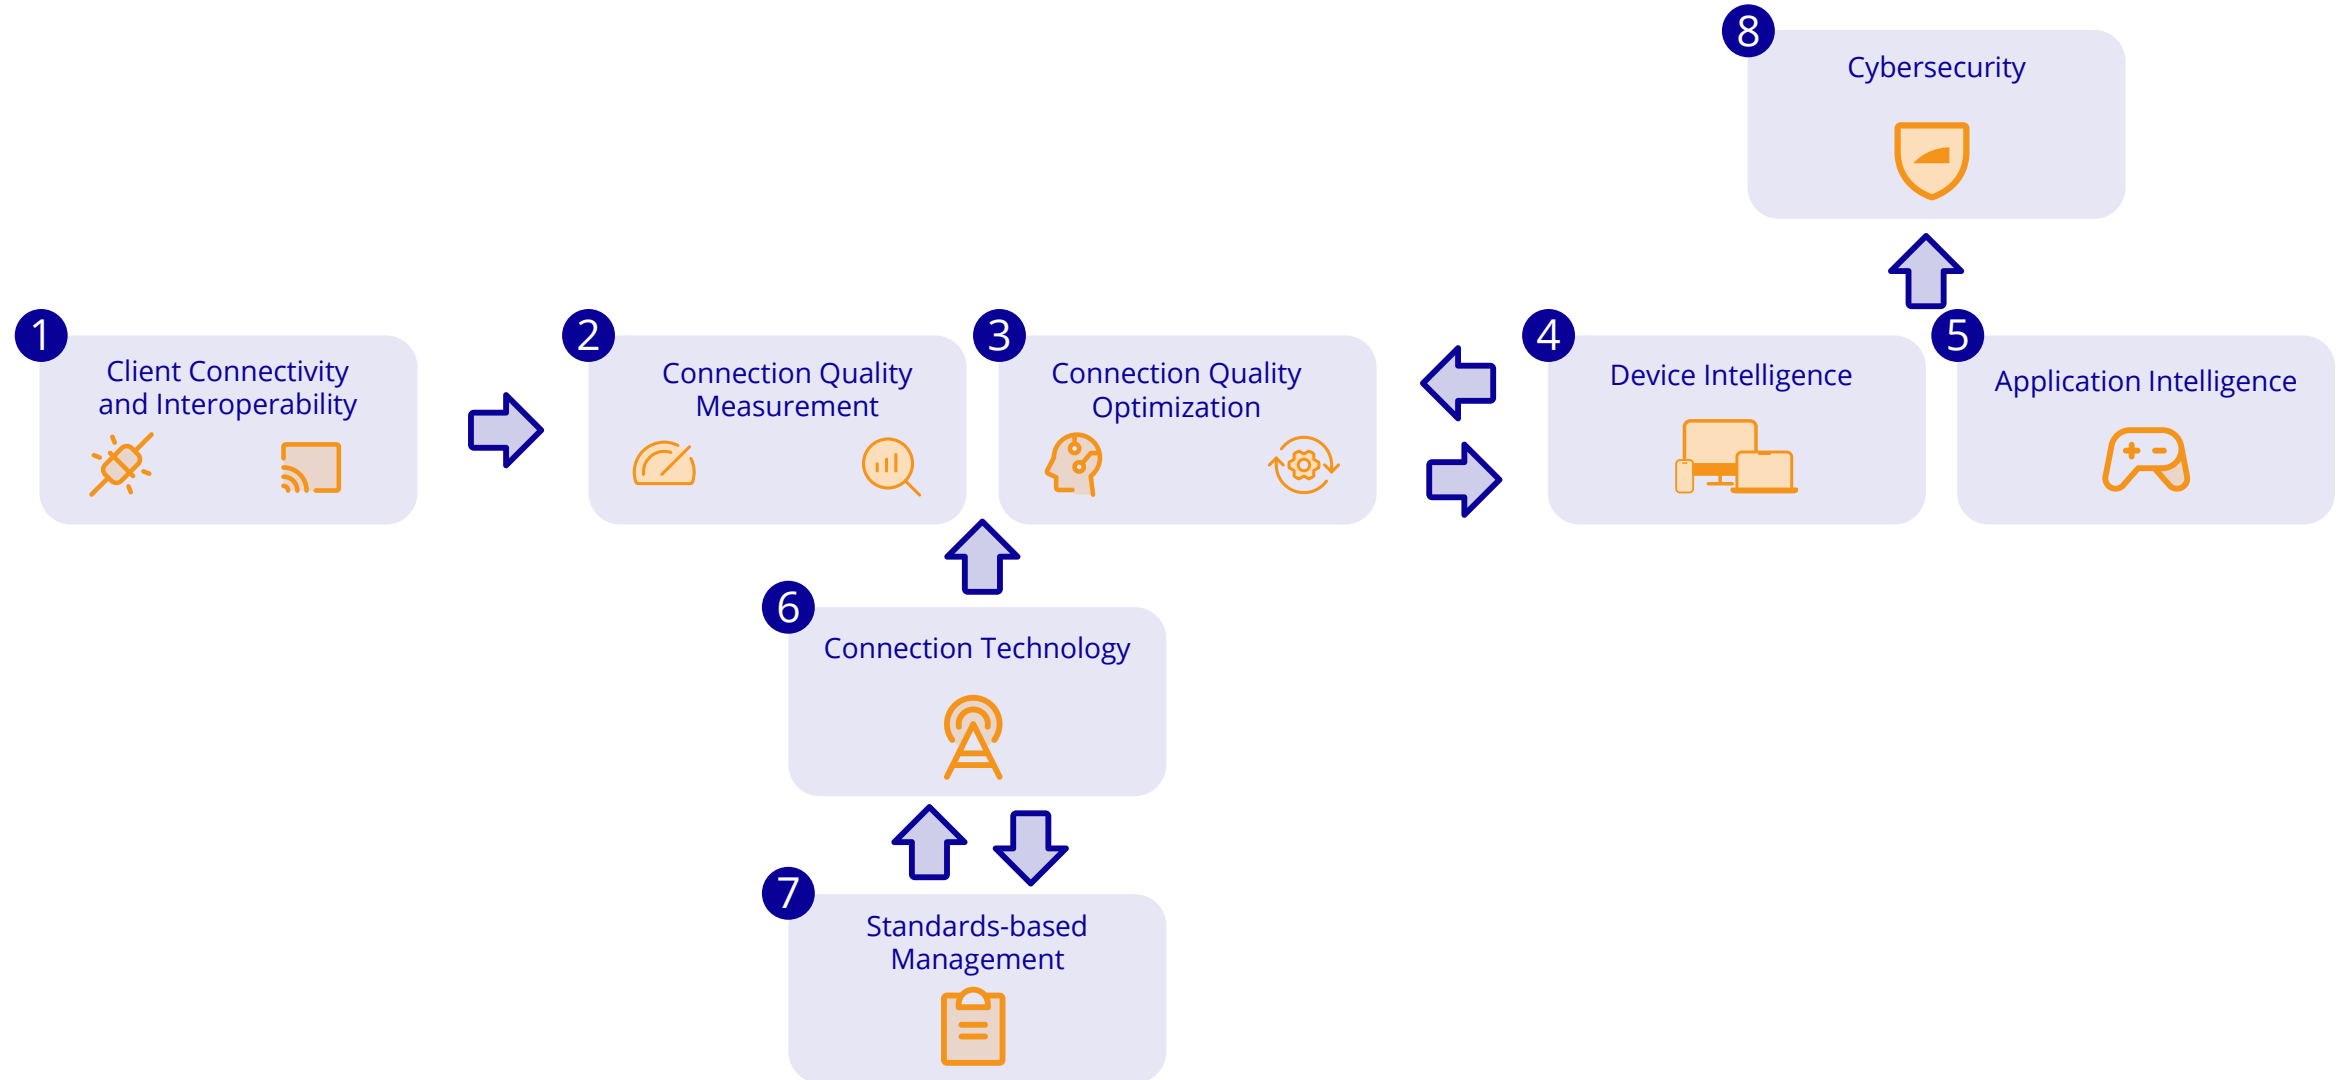 8
Cybersecurity
1
Client Connectivity
and Interoperability
2
Connection Quality
Measurement
3
Connection Quality
Optimization
4
Device Intelligence
5
Application Intelligence
6
Connection Technology
7
Standards-based
Management